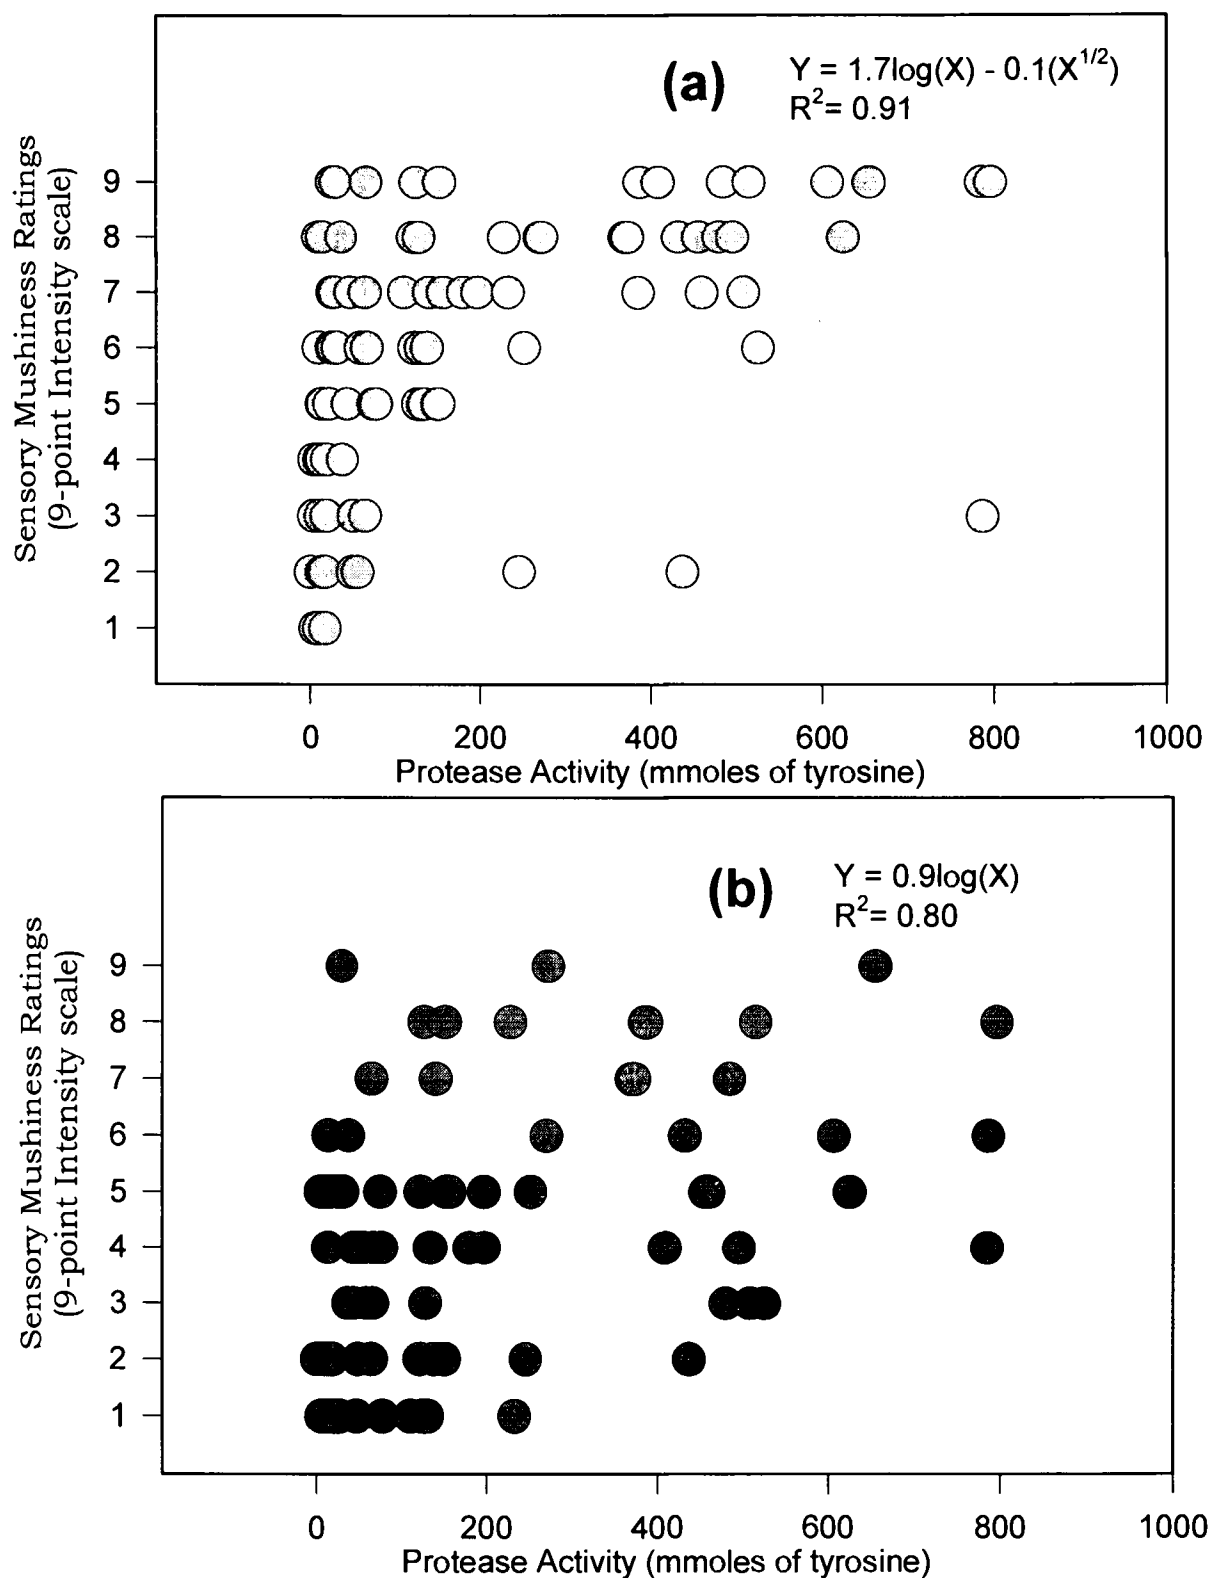 (a)
Y = 1.7log(X) - 0.1(X^1/2)
R^2= 0.91
Sensory Mushiness Ratings
(9-point Intensity scale)
9
8
7
6
5
4
3
2
1
0 200 400 600 800 1000
Protease Activity (mmoles of tyrosine)
(b)
Y = 0.9log(X)
R^2= 0.80
Sensory Mushiness Ratings
(9-point Intensity scale)
9
8
7
6
5
4
3
2
1
0 200 400 600 800 1000
Protease Activity (mmoles of tyrosine)